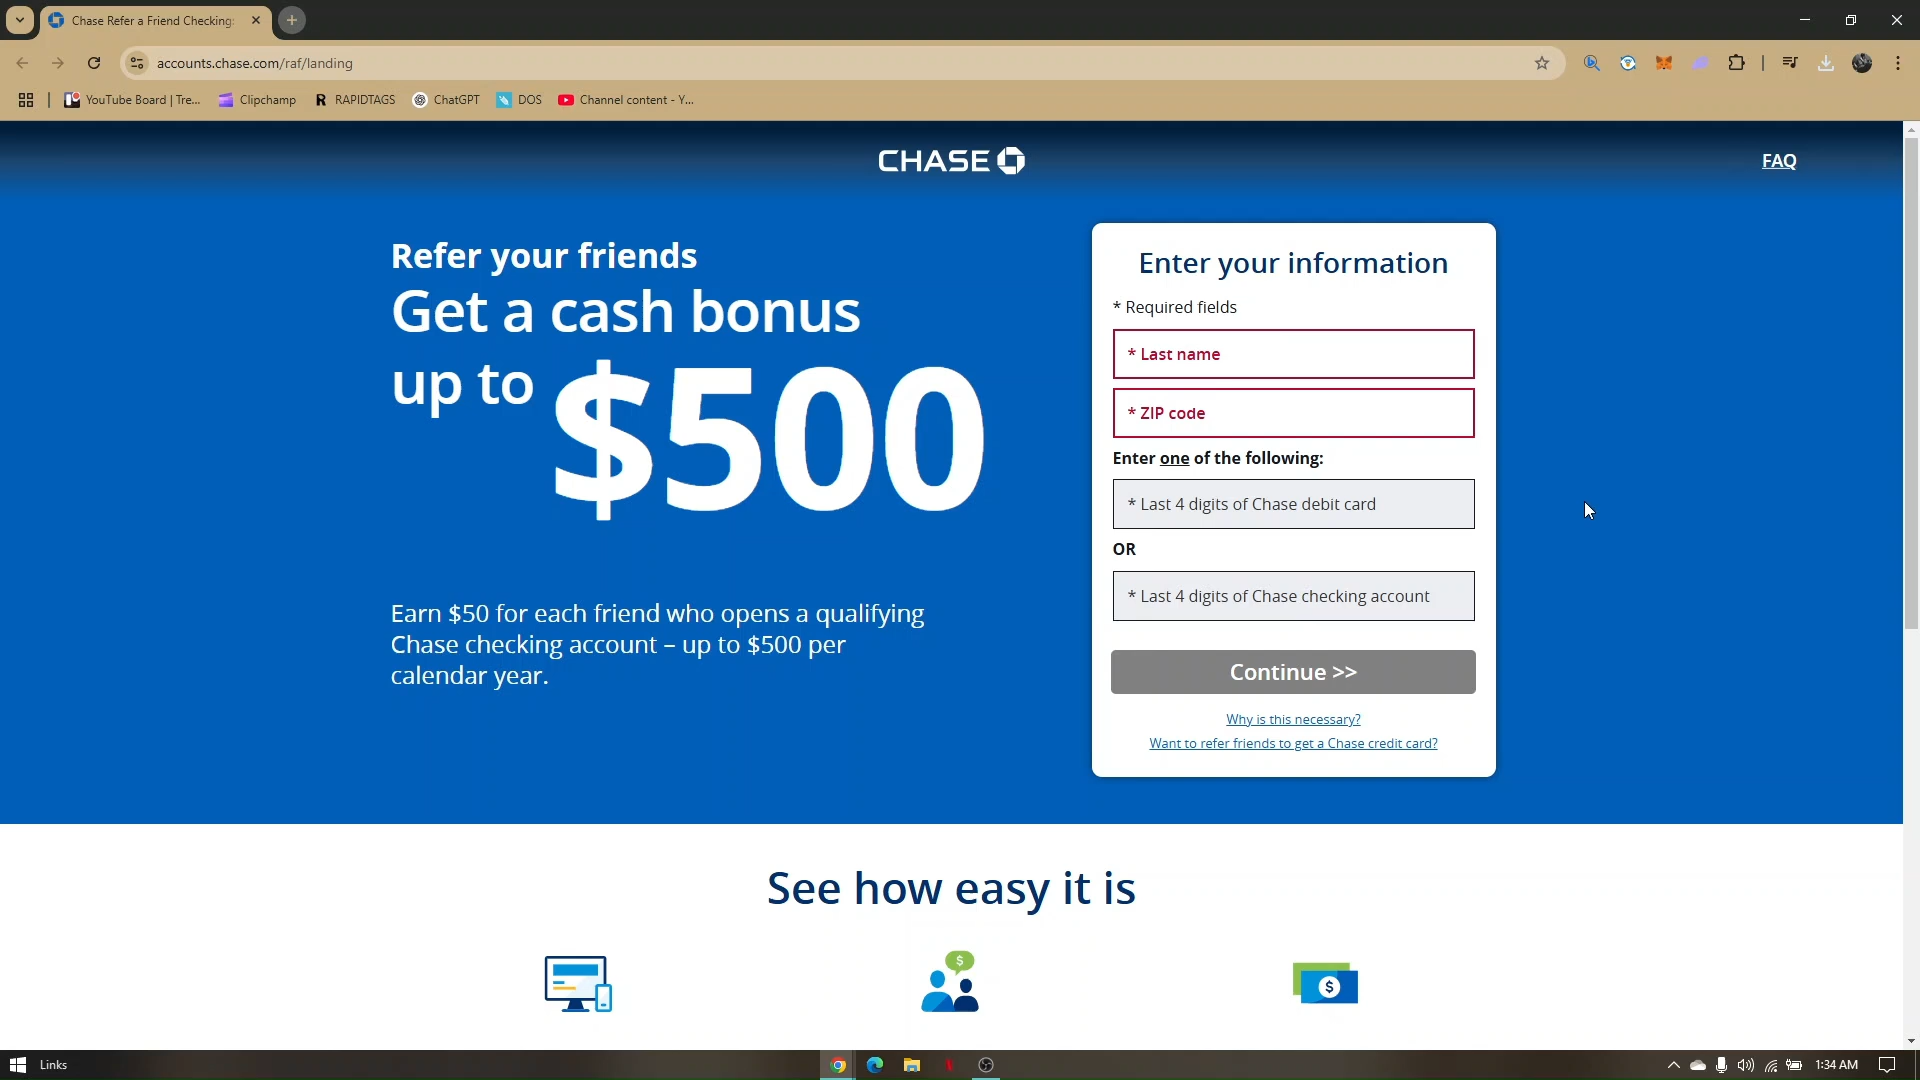 Chase Refer a Friend Checking:
accounts.chase.com/raf/landing
YouTube Board | Tre...
Clipchamp
RAPIDTAGS
ChatGPT
DOS
Channel content - Y...
CHASE
FAQ
Refer your friends
Get a cash bonus
up to $500
Earn $50 for each friend who opens a qualifying
Chase checking account – up to $500 per
calendar year.
Enter your information
* Required fields
* Last name
* ZIP code
Enter one of the following:
* Last 4 digits of Chase debit card
OR
* Last 4 digits of Chase checking account
Continue >>
Why is this necessary?
Want to refer friends to get a Chase credit card?
See how easy it is
$
$
Links
1:34 AM